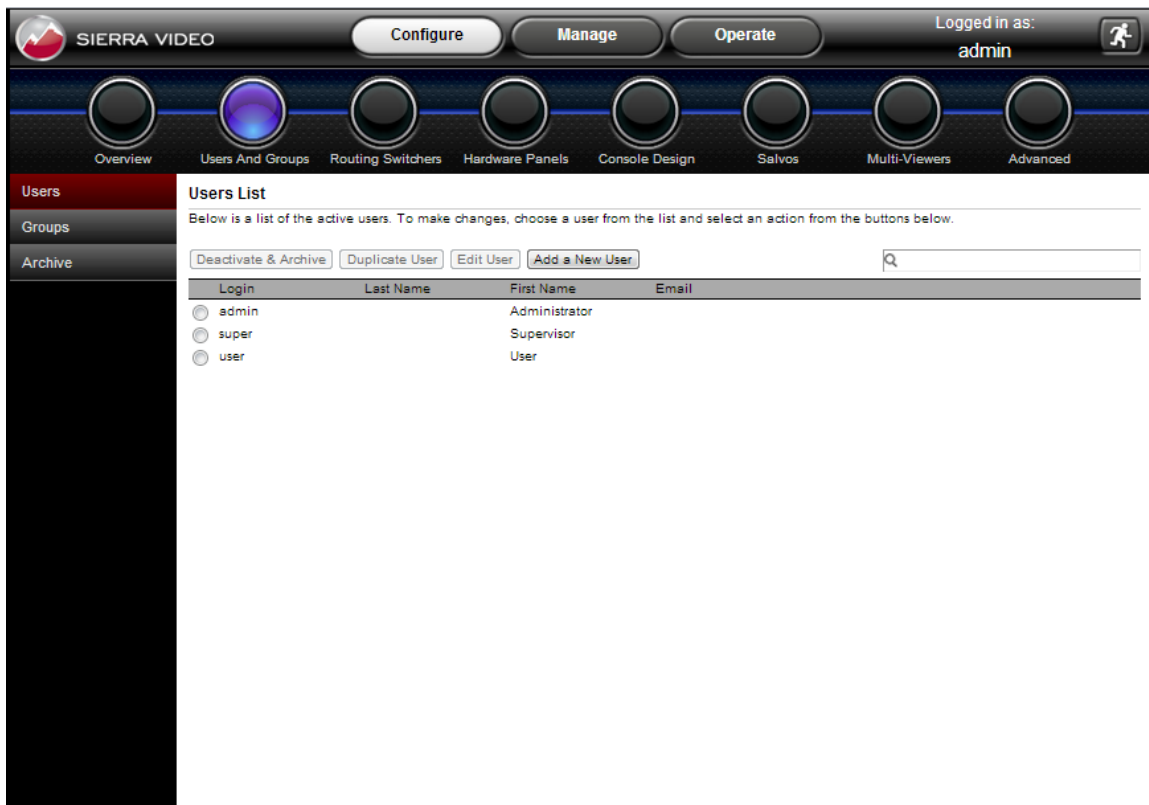 SIERRA VIDEO
Configure
Manage
Operate
Logged in as:
admin
Overview
Users And Groups
Routing Switchers
Hardware Panels
Console Design
Salvos
Multi-Viewers
Advanced
Users
Groups
Archive
Users List
Below is a list of the active users. To make changes, choose a user from the list and select an action from the buttons below.
Deactivate & Archive
Duplicate User
Edit User
Add a New User
Login Last Name First Name Email
admin Administrator
super Supervisor
user User